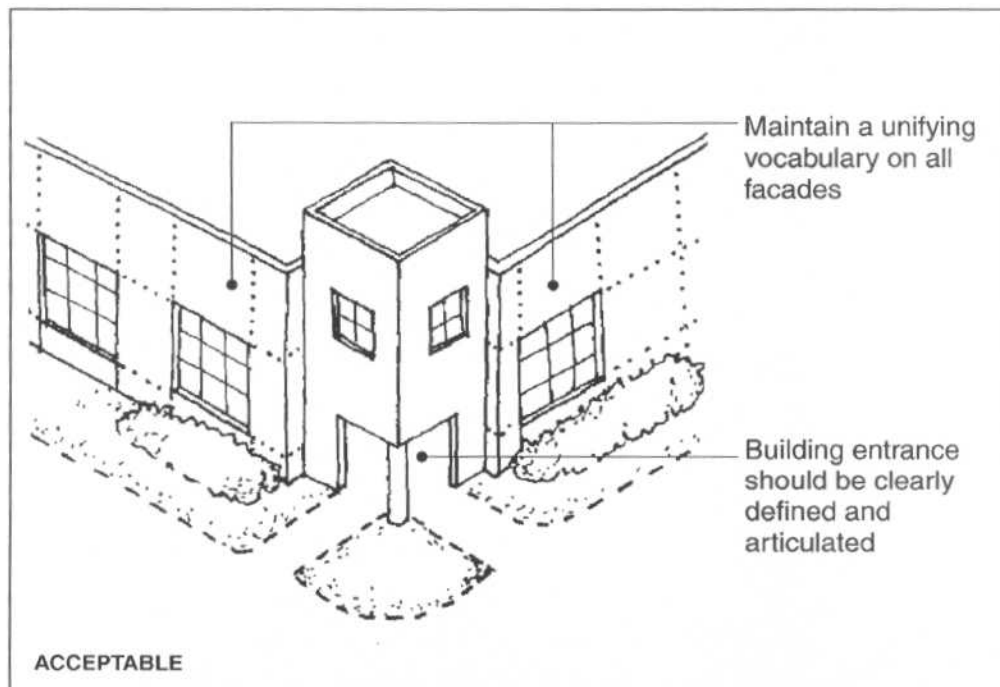 Maintain a unifying
vocabulary on all
facades
Building entrance
should be clearly
defined and
articulated
ACCEPTABLE